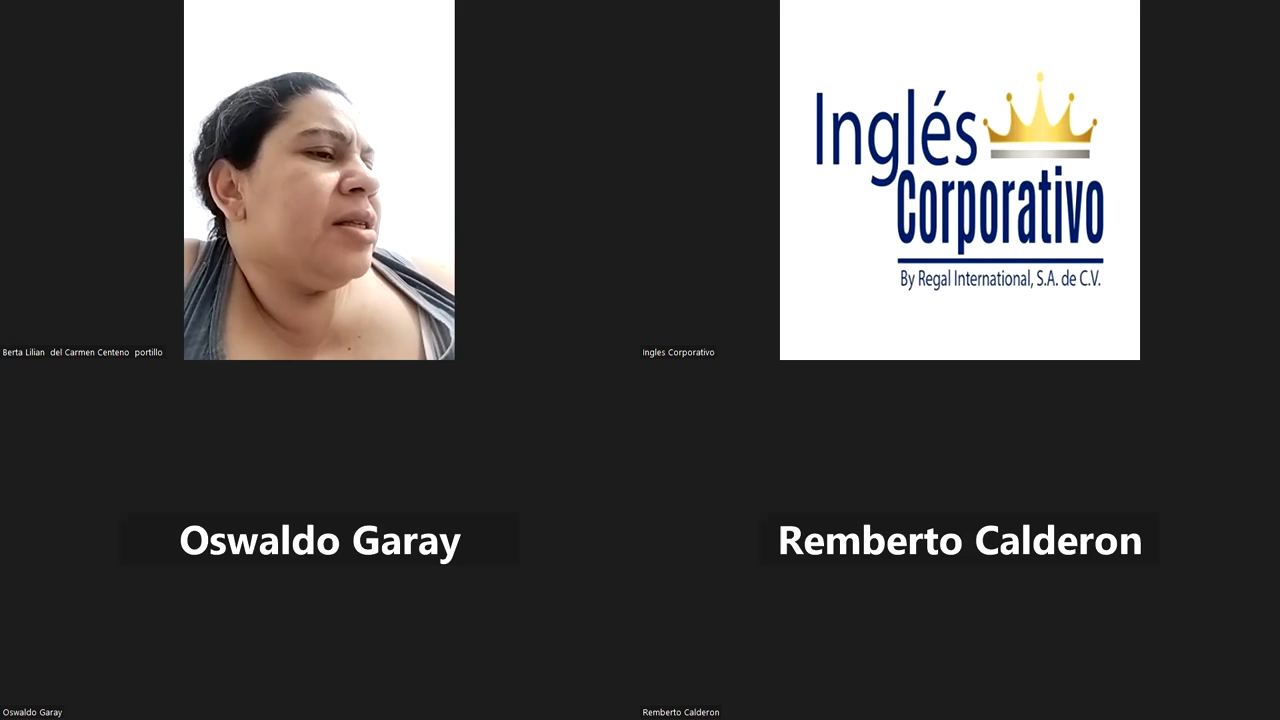 Inglés
Corporativo
By Regal International, S.A. de C.V.
Berta Lilian  del Carmen Centeno  portillo
Ingles Corporativo
Oswaldo Garay
Remberto Calderon
Oswaldo Garay
Remberto Calderon